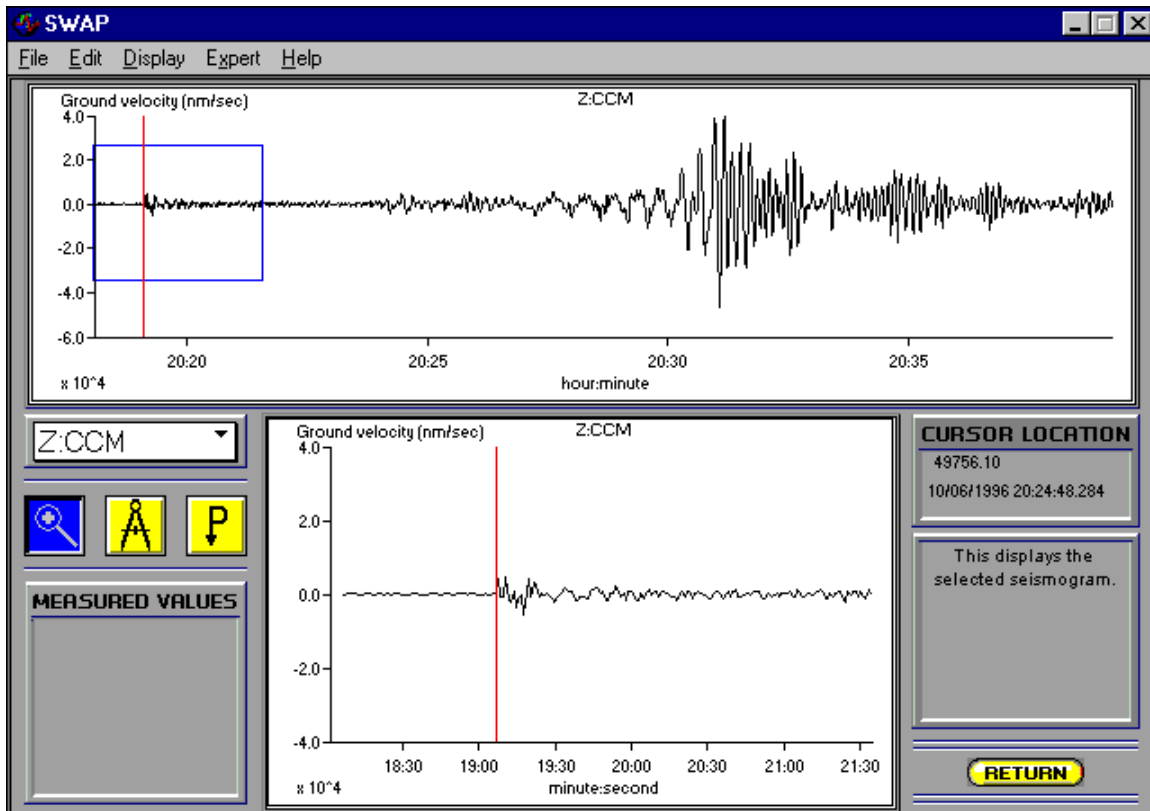 SWAP
File Edit Display Expert Help
Ground velocity (nm/sec) Z:CCM
4.0
2.0
0.0
-2.0
-4.0
-6.0
20:20 20:25 20:30 20:35
x 10^4 hour:minute
Z:CCM
P
MEASURED VALUES
Ground velocity (nm/sec) Z:CCM
4.0
2.0
0.0
-2.0
-4.0
18:30 19:00 19:30 20:00 20:30 21:00 21:30
x 10^4 minute:second
CURSOR LOCATION
49756.10
10/06/1996 20:24:48.284
This displays the
selected seismogram.
RETURN